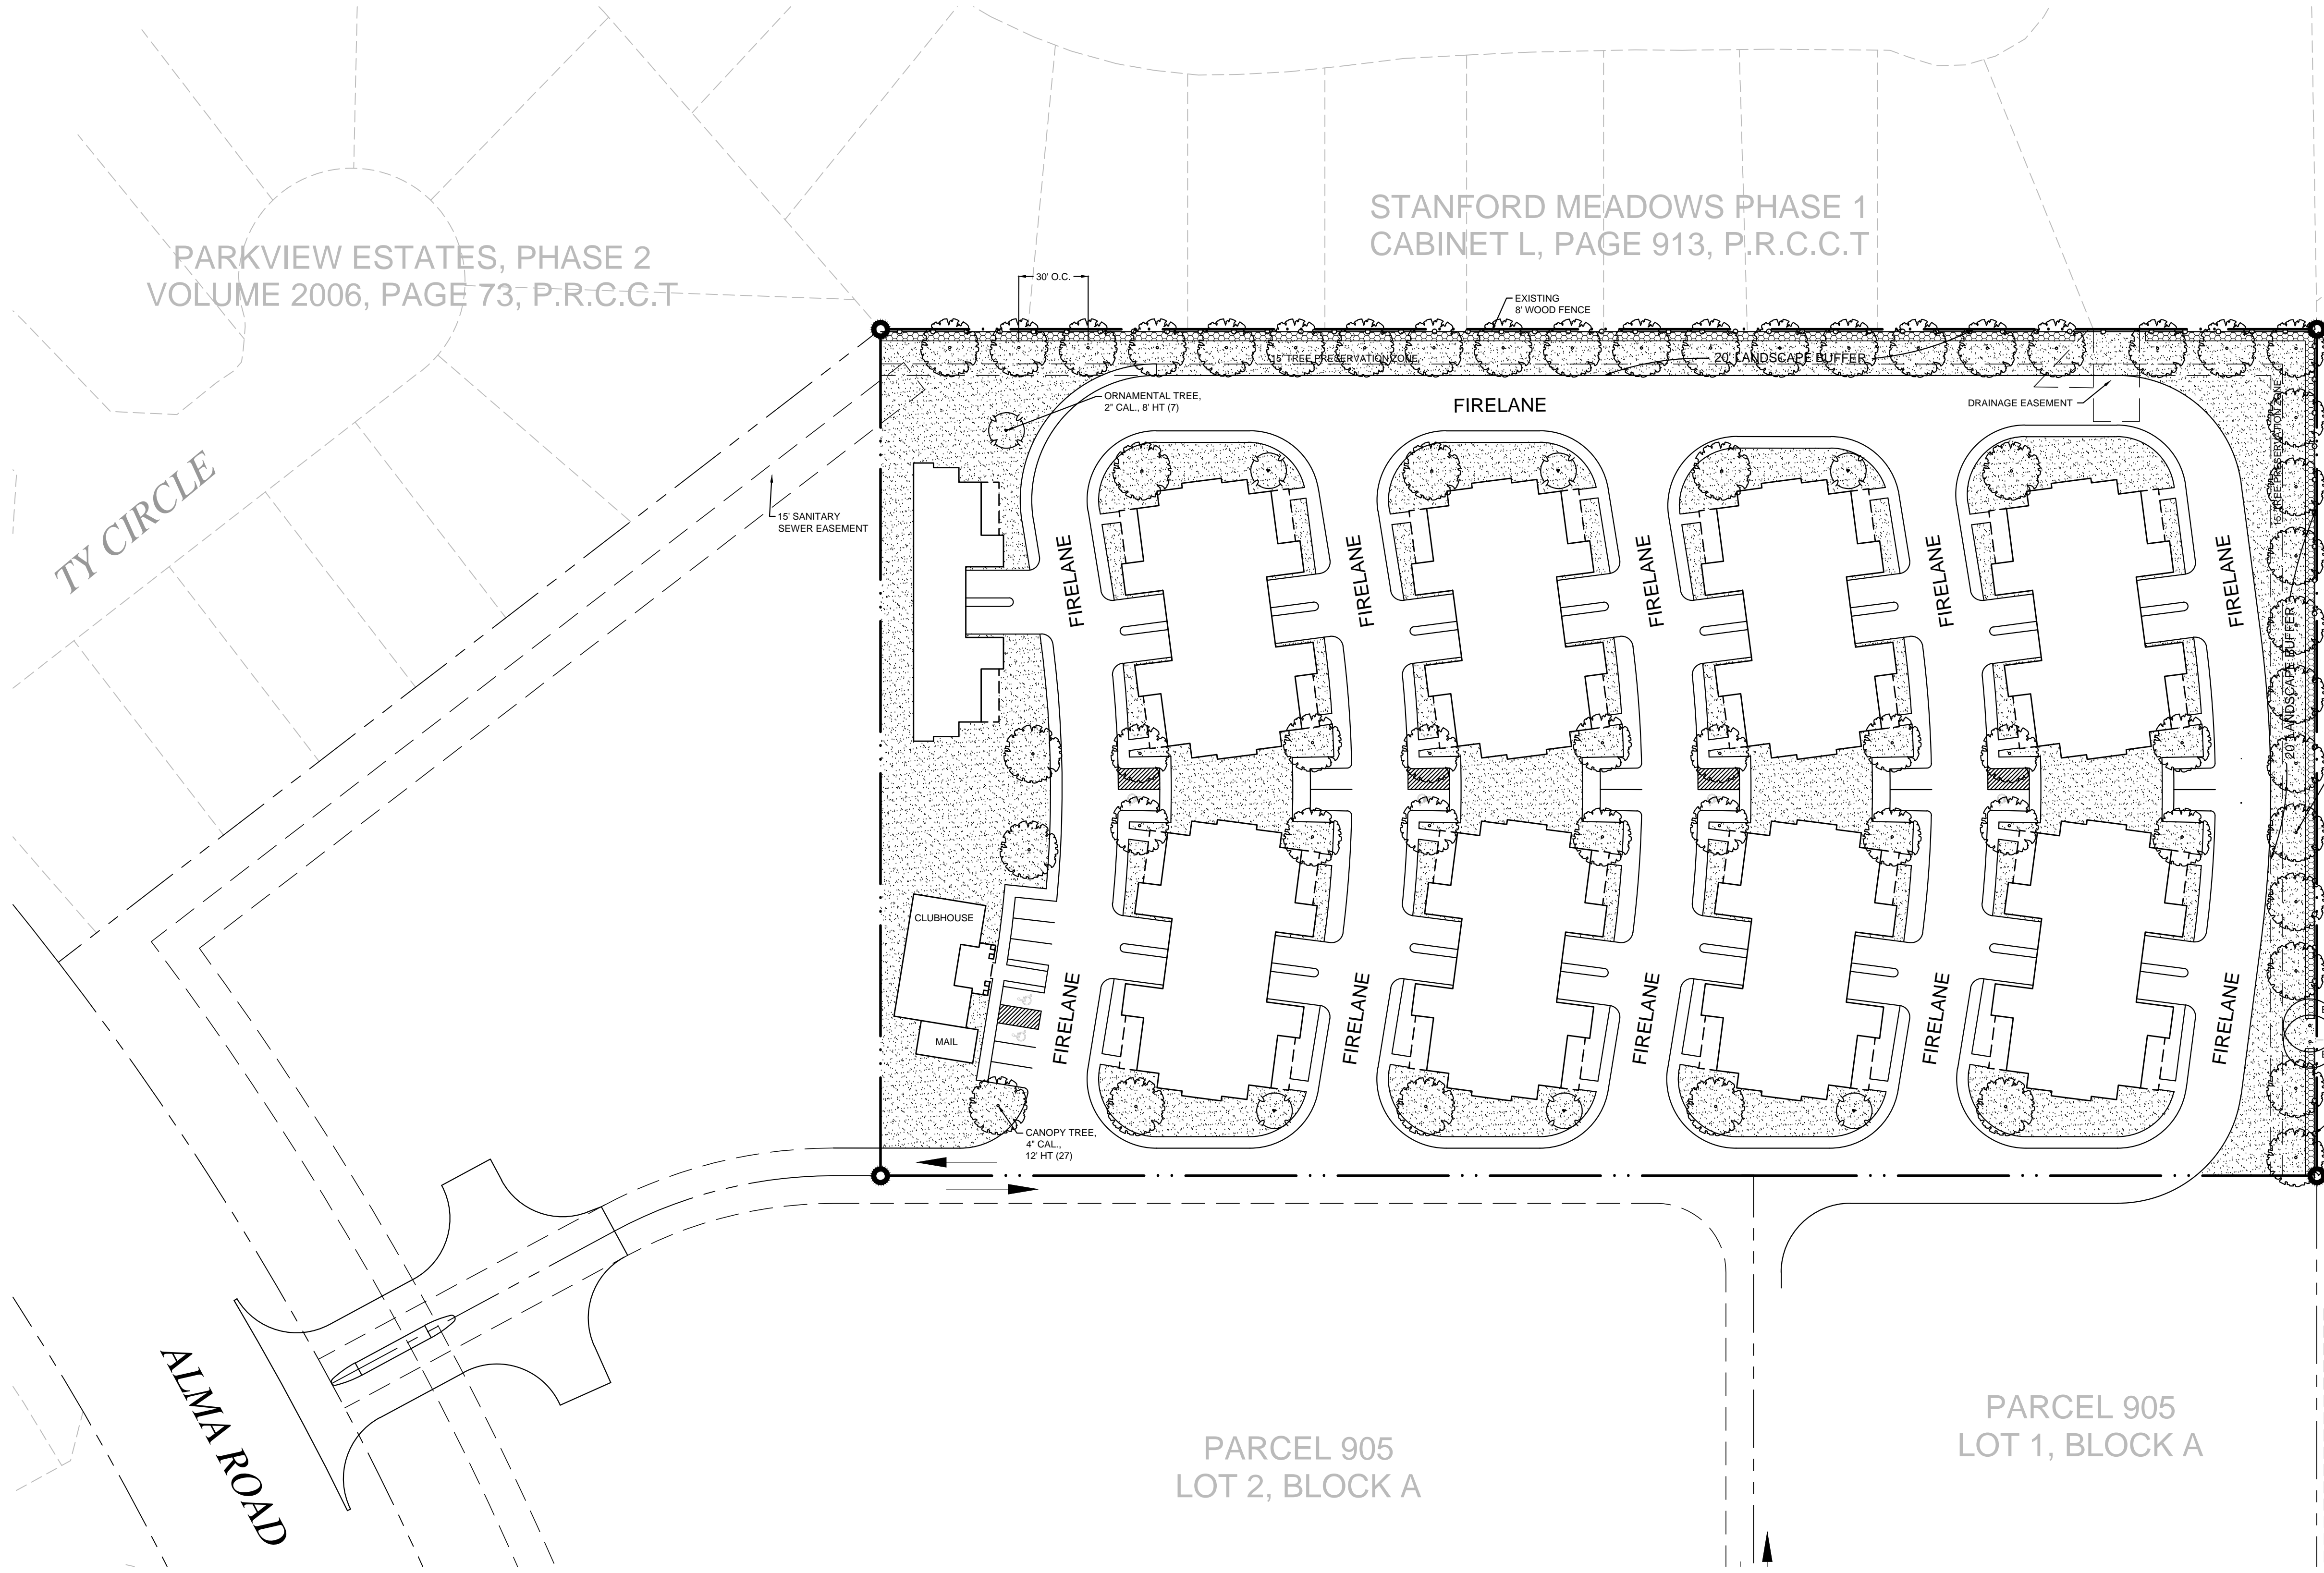 STANFORD MEADOWS PHASE 1
CABINET L, PAGE 913, P.R.C.C.T
PARKVIEW ESTATES, PHASE 2
VOLUME 2006, PAGE 73, P.R.C.C.T
30' O.C.
EXISTING
8' WOOD FENCE
15' TREE PRESERVATION ZONE
20' LANDSCAPE BUFFER
ORNAMENTAL TREE,
2" CAL., 8' HT (7)
FIRELANE
DRAINAGE EASEMENT
15' TREE PRESERVATION ZONE
TY CIRCLE
15' SANITARY
SEWER EASEMENT
FIRELANE
FIRELANE
FIRELANE
FIRELANE
FIRELANE
20' LANDSCAPE BUFFER
CLUBHOUSE
MAIL
FIRELANE
FIRELANE
FIRELANE
FIRELANE
FIRELANE
CANOPY TREE,
4" CAL.,
12' HT (27)
ALMA ROAD
PARCEL 905
LOT 2, BLOCK A
PARCEL 905
LOT 1, BLOCK A